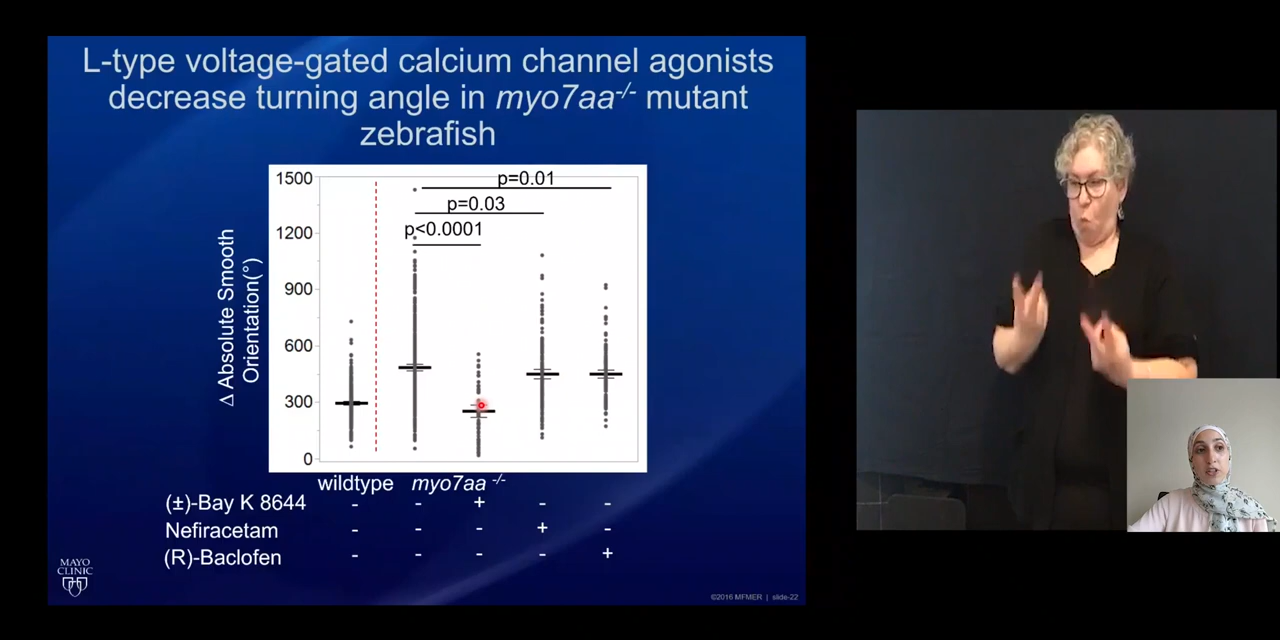 L-type voltage-gated calcium channel agonists
decrease turning angle in myo7aa-/- mutant
zebrafish
1500
1200
900
600
300
0
Δ Absolute Smooth
Orientation(°)
p=0.01
p=0.03
p<0.0001
wildtype myo7aa -/-
(±)-Bay K 8644 - - + - -
Nefiracetam - - - + -
(R)-Baclofen - - - - +
MAYO
CLINIC
©2016 MFMER | slide-22